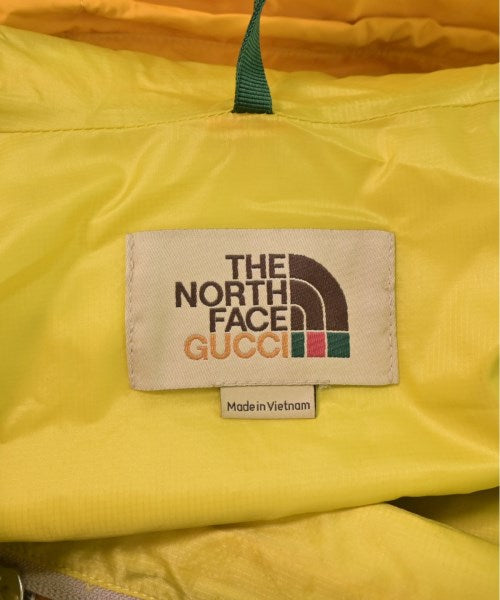 THE
NORTH
FACE
GUCCI
Made in Vietnam